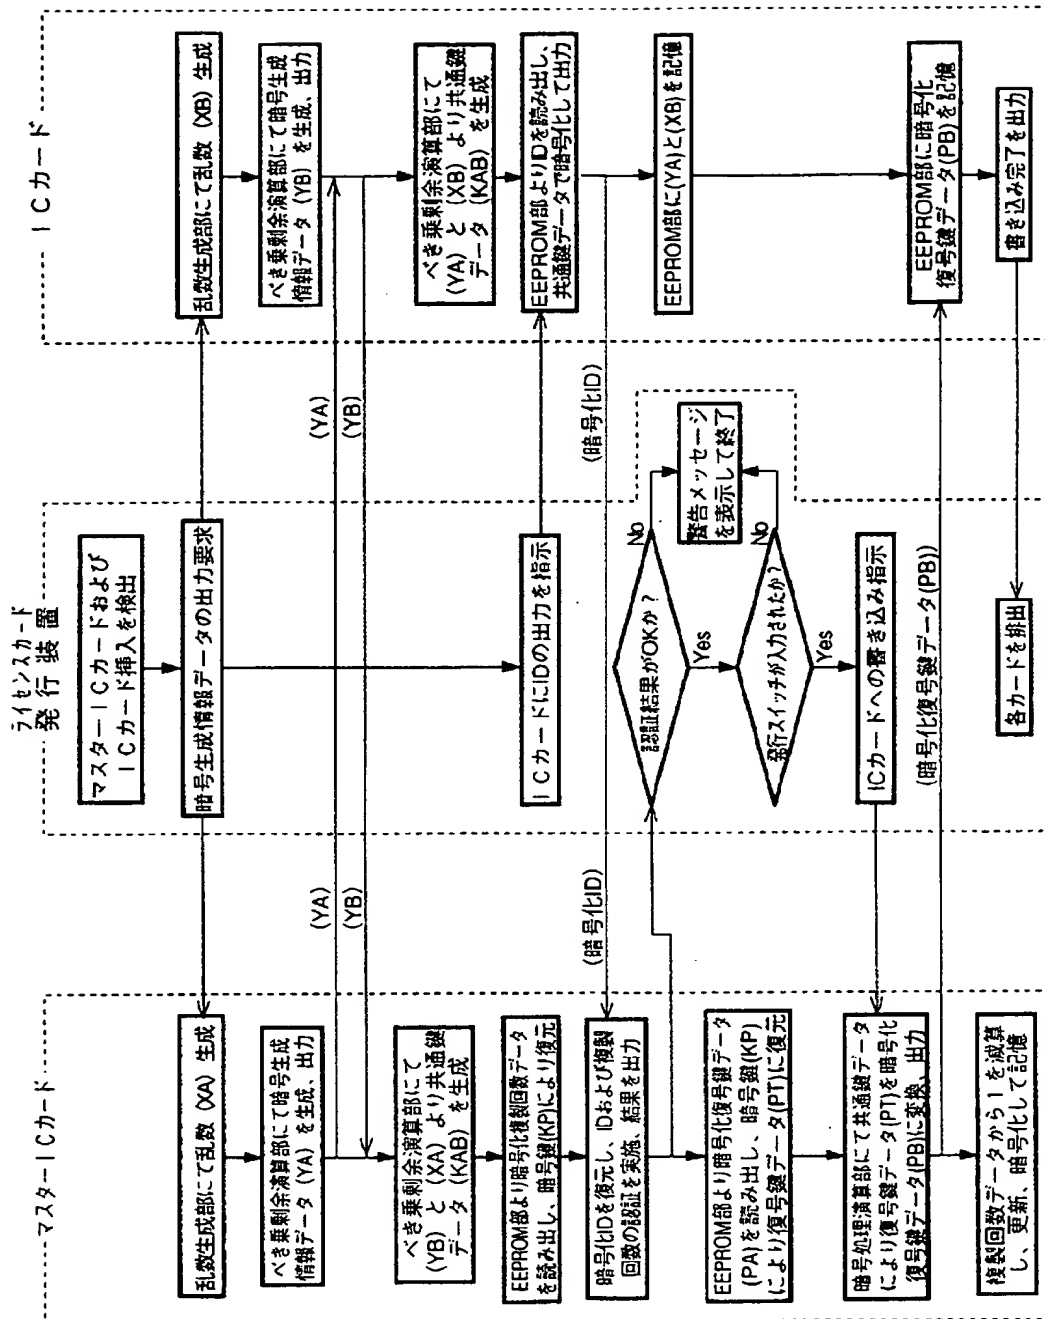 マスターＩＣカード
乱数生成部にて乱数 (XA) 生成
べき乗剰余演算部にて暗号生成
情報データ (YA) を生成、出力
べき乗剰余演算部にて
(YB) と (XA) より共通鍵
データ (KAB) を生成
EEPROM部より暗号化複製回数データ
を読み出し、暗号鍵(KP)により復元
暗号化IDを復元し、IDおよび複製
回数の認証を実施、結果を出力
EEPROM部より暗号化復号鍵データ
(PA)を読み出し、暗号鍵(KP)
により復号鍵データ(PT)に復元
暗号処理演算部にて共通鍵データ
により復号鍵データ(PT)を暗号化
復号鍵データ(PB)に変換、出力
複製回数データから１を減算
し、更新、暗号化して記憶
(YA)
(YB)
(暗号化ID)
ライセンスカード
発行装置
マスターＩＣカードおよび
ＩＣカード挿入を検出
暗号生成情報データの出力要求
ＩＣカードにIDの出力を指示
認証結果がOKか？
No
Yes
発行スイッチが入力されたか？
No
Yes
警告メッセージ
を表示して終了
ICカードへの書き込み指示
(暗号化復号鍵データ(PB))
各カードを排出
(YA)
(YB)
(暗号化ID)
ＩＣカード
乱数生成部にて乱数 (XB) 生成
べき乗剰余演算部にて暗号生成
情報データ (YB) を生成、出力
べき乗剰余演算部にて
(YA) と (XB) より共通鍵
データ (KAB) を生成
EEPROM部よりIDを読み出し、
共通鍵データで暗号化して出力
EEPROM部に(YA)と(XB)を記憶
EEPROM部に暗号化
復号鍵データ(PB)を記憶
書き込み完了を出力